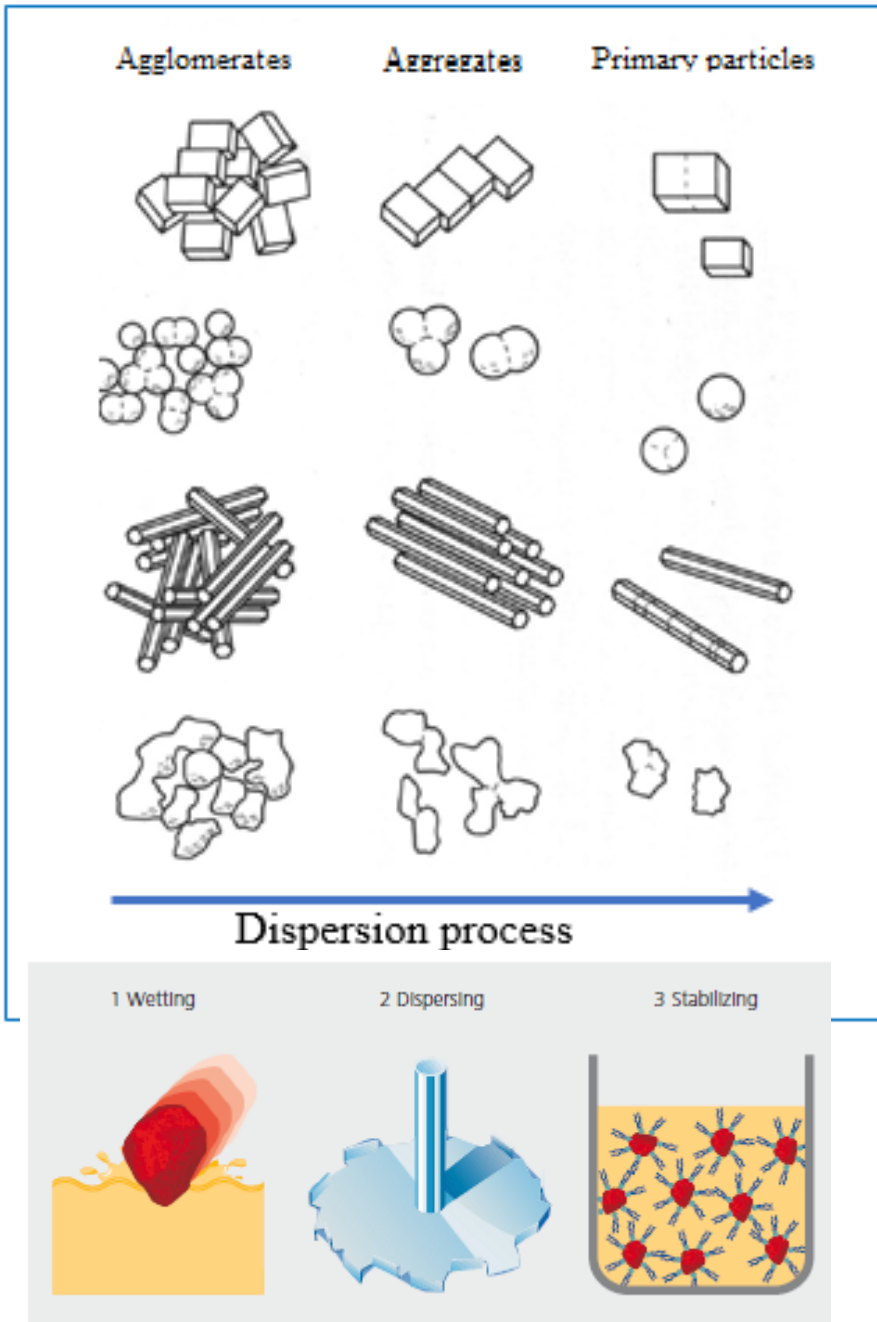 Agglomerates Aggregates Primary particles
Dispersion process
1 Wetting 2 Dispersing 3 Stabilizing